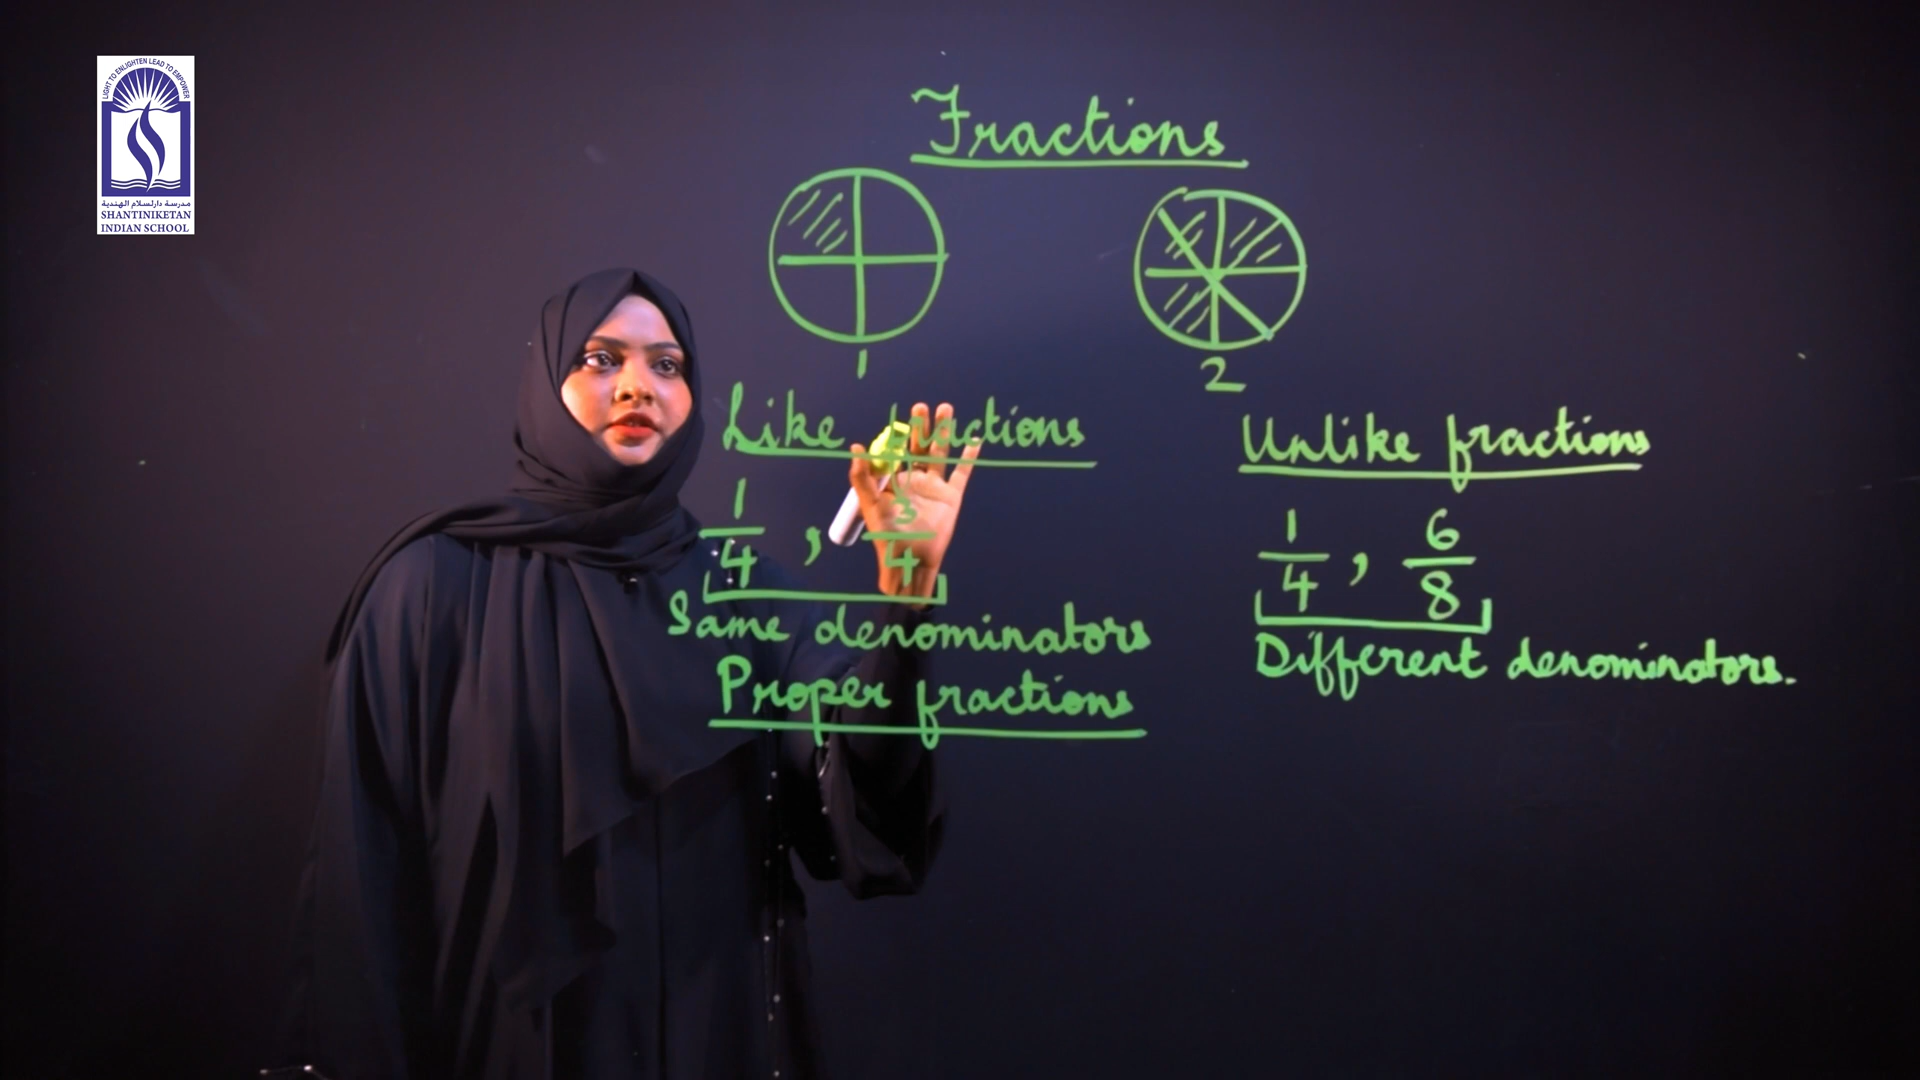 LIGHT TO ENLIGHTEN LEAD TO EMPOWER
مدرسة دارلسلام الهندية
SHANTINIKETAN
INDIAN SCHOOL
Fractions
1
2
Like fractions
1/4 , 3/4
Same denominators
Proper fractions
Unlike fractions
1/4 , 6/8
Different denominators.